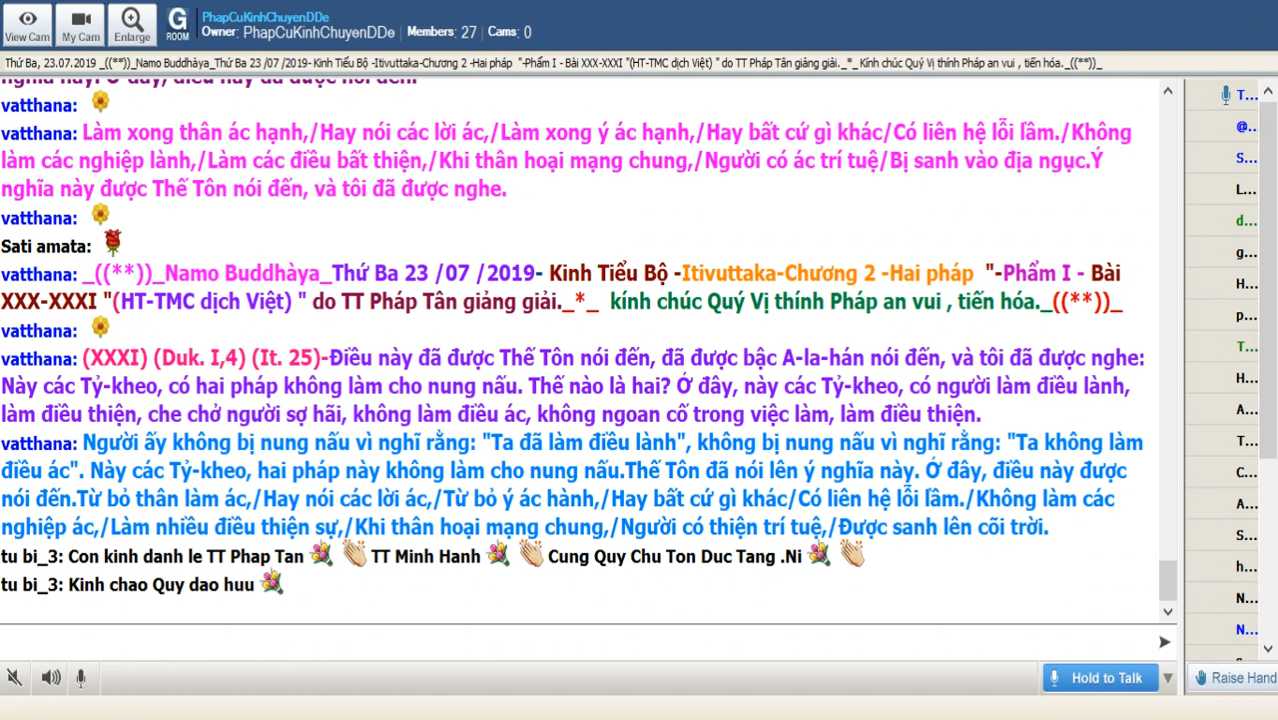 PhapCuKinhChuyenDDe
Owner: PhapCuKinhChuyenDDe Members: 27 Cams: 0
View Cam My Cam Enlarge G ROOM
Thứ Ba, 23.07.2019 _((**))_Namo Buddhàya_Thứ Ba 23 /07 /2019- Kinh Tiểu Bộ -Itivuttaka-Chương 2 -Hai pháp "-Phẩm I - Bài XXX-XXXI "(HT-TMC dịch Việt) " do TT Pháp Tân giảng giải._*_ Kính chúc Quý Vị thính Pháp an vui , tiến hóa._((**))_
vatthana:
vatthana: Làm xong thân ác hạnh,/Hay nói các lời ác,/Làm xong ý ác hạnh,/Hay bất cứ gì khác/Có liên hệ lỗi lầm./Không
làm các nghiệp lành,/Làm các điều bất thiện,/Khi thân hoại mạng chung,/Người có ác trí tuệ/Bị sanh vào địa ngục.Ý
nghĩa này được Thế Tôn nói đến, và tôi đã được nghe.
vatthana:
Sati amata:
vatthana: _((**))_Namo Buddhàya_Thứ Ba 23 /07 /2019- Kinh Tiểu Bộ -Itivuttaka-Chương 2 -Hai pháp "-Phẩm I - Bài
XXX-XXXI "(HT-TMC dịch Việt) " do TT Pháp Tân giảng giải._*_ kính chúc Quý Vị thính Pháp an vui , tiến hóa._((**))_
vatthana:
vatthana: (XXXI) (Duk. I,4) (It. 25)-Điều này đã được Thế Tôn nói đến, đã được bậc A-la-hán nói đến, và tôi đã được nghe:
Này các Tỷ-kheo, có hai pháp không làm cho nung nấu. Thế nào là hai? Ở đây, này các Tỷ-kheo, có người làm điều lành,
làm điều thiện, che chở người sợ hãi, không làm điều ác, không ngoan cố trong việc làm, làm điều thiện.
vatthana: Người ấy không bị nung nấu vì nghĩ rằng: "Ta đã làm điều lành", không bị nung nấu vì nghĩ rằng: "Ta không làm
điều ác". Này các Tỷ-kheo, hai pháp này không làm cho nung nấu.Thế Tôn đã nói lên ý nghĩa này. Ở đây, điều này được
nói đến.Từ bỏ thân làm ác,/Hay nói các lời ác,/Từ bỏ ý ác hành,/Hay bất cứ gì khác/Có liên hệ lỗi lầm./Không làm các
nghiệp ác,/Làm nhiều điều thiện sự,/Khi thân hoại mạng chung,/Người có thiện trí tuệ,/Được sanh lên cõi trời.
tu bi_3: Con kinh danh le TT Phap Tan TT Minh Hanh Cung Quy Chu Ton Duc Tang .Ni
tu bi_3: Kinh chao Quy dao huu
T...
@..
S...
L...
d...
g...
H...
p...
T...
H...
A...
T...
C...
A...
S...
h...
N...
N...
Hold to Talk Raise Hand